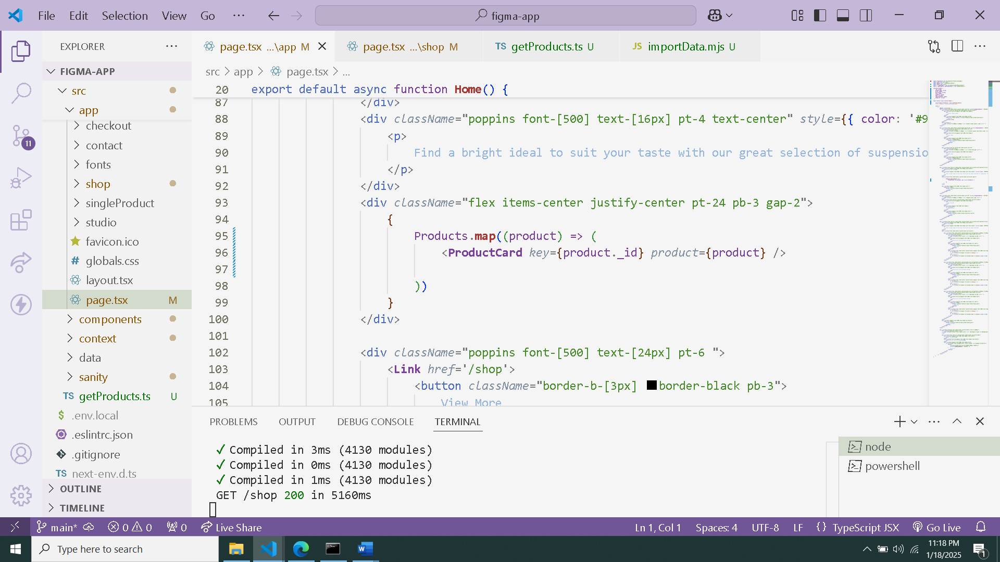 File Edit Selection View Go ···
figma-app
EXPLORER ···
FIGMA-APP
src
app
checkout
contact
fonts
shop
singleProduct
studio
favicon.ico
# globals.css
layout.tsx
page.tsx M
components
context
data
sanity
TS getProducts.ts U
$ .env.local
.eslintrc.json
.gitignore
TS next-env.d.ts
OUTLINE
TIMELINE
11
page.tsx ...\app M
page.tsx ...\shop M
TS getProducts.ts U
JS importData.mjs U
src > app > page.tsx > ...
20 export default async function Home() {
87 </div>
88 <div className="poppins font-[500] text-[16px] pt-4 text-center" style={{ color: '#9
89 <p>
90 Find a bright ideal to suit your taste with our great selection of suspensio
91 </p>
92 </div>
93 <div className="flex items-center justify-center pt-24 pb-3 gap-2">
94 {
95 Products.map((product) => (
96 <ProductCard key={product._id} product={product} />
97
98 ))
99 }
100 </div>
101
102 <div className="poppins font-[500] text-[24px] pt-6 ">
103 <Link href='/shop'>
104 <button className="border-b-[3px] border-black pb-3">
105 View More
PROBLEMS OUTPUT DEBUG CONSOLE TERMINAL
✓ Compiled in 3ms (4130 modules)
✓ Compiled in 0ms (4130 modules)
✓ Compiled in 1ms (4130 modules)
GET /shop 200 in 5160ms
node
powershell
main* 0 0 0 Live Share Ln 1, Col 1 Spaces: 4 UTF-8 LF {} TypeScript JSX Go Live
Type here to search
11:18 PM
1/18/2025
1